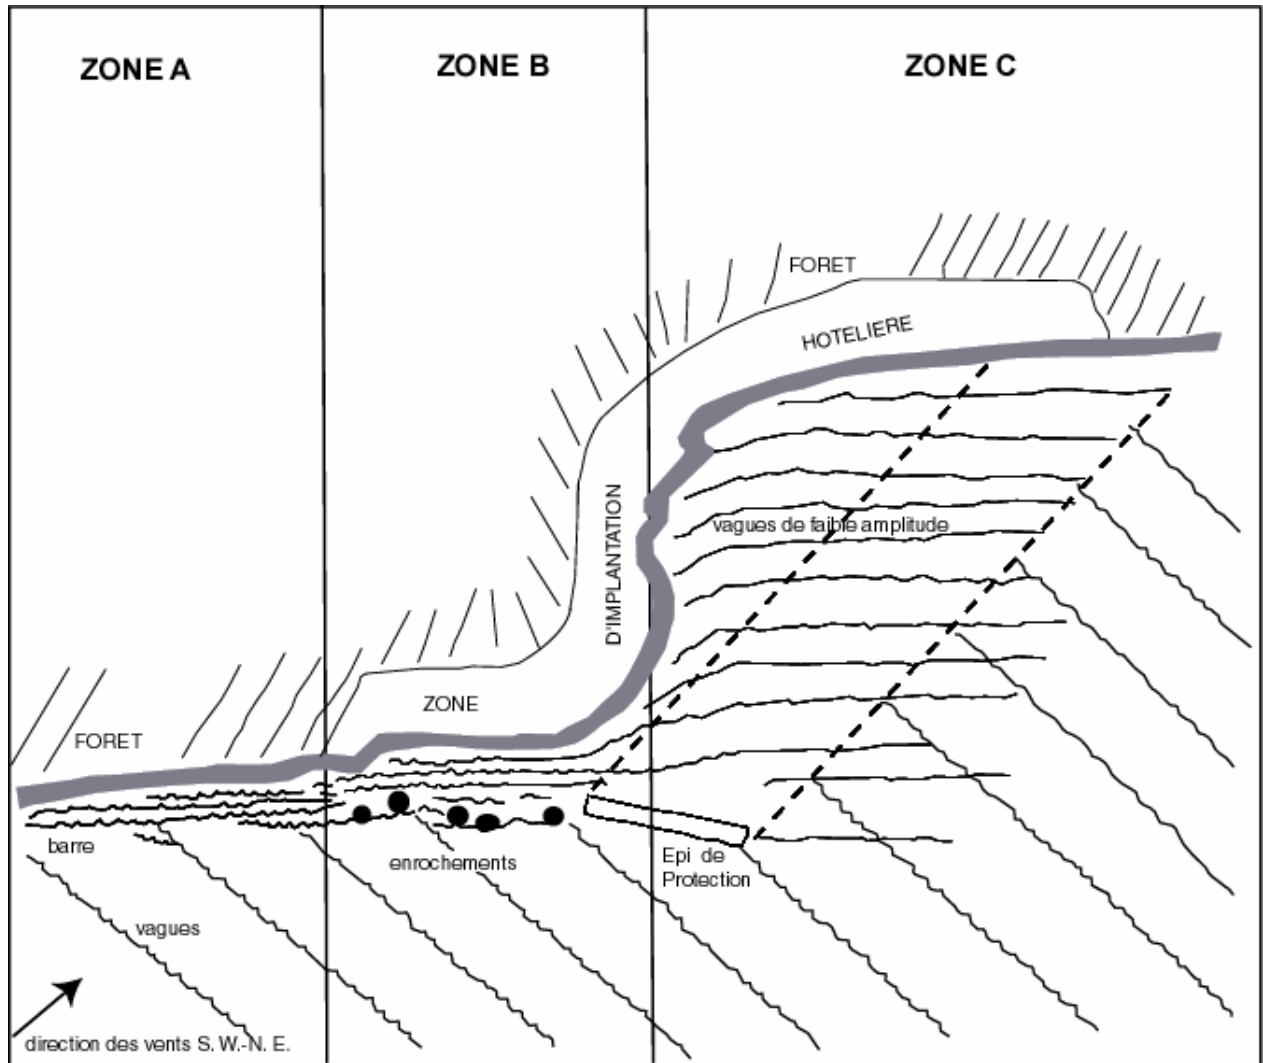 ZONE A
ZONE B
ZONE C
FORET
HOTELIERE
vagues de faible amplitude
D'IMPLANTATION
ZONE
FORET
barre
enrochements
Epi de
Protection
vagues
direction des vents S. W.-N. E.